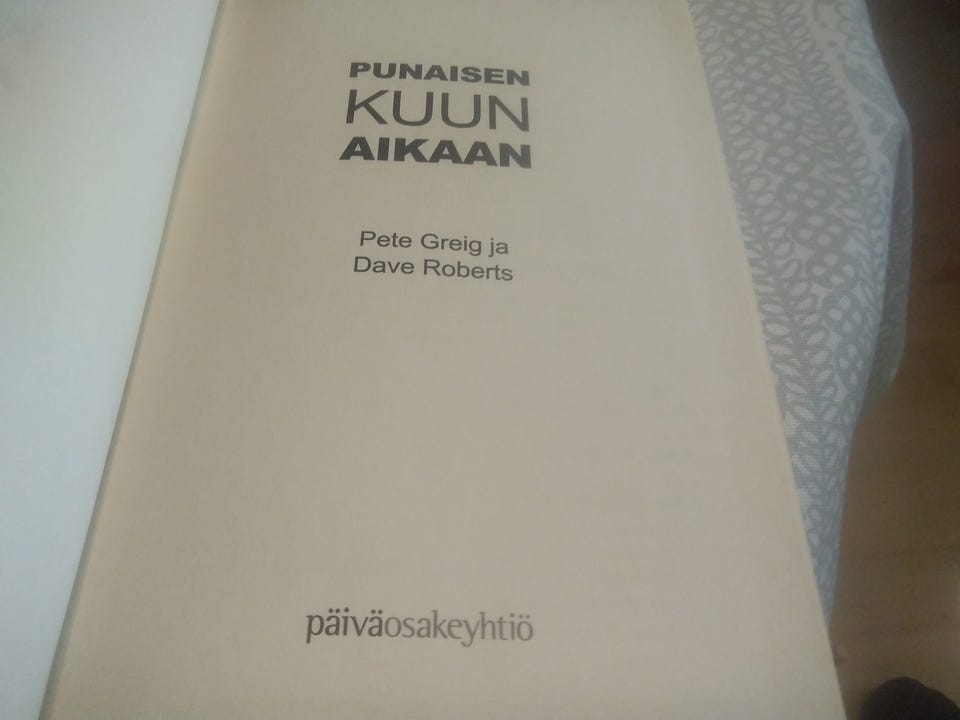 PUNAISEN
KUUN
AIKAAN
Pete Greig ja
Dave Roberts
päiväosakeyhtiö